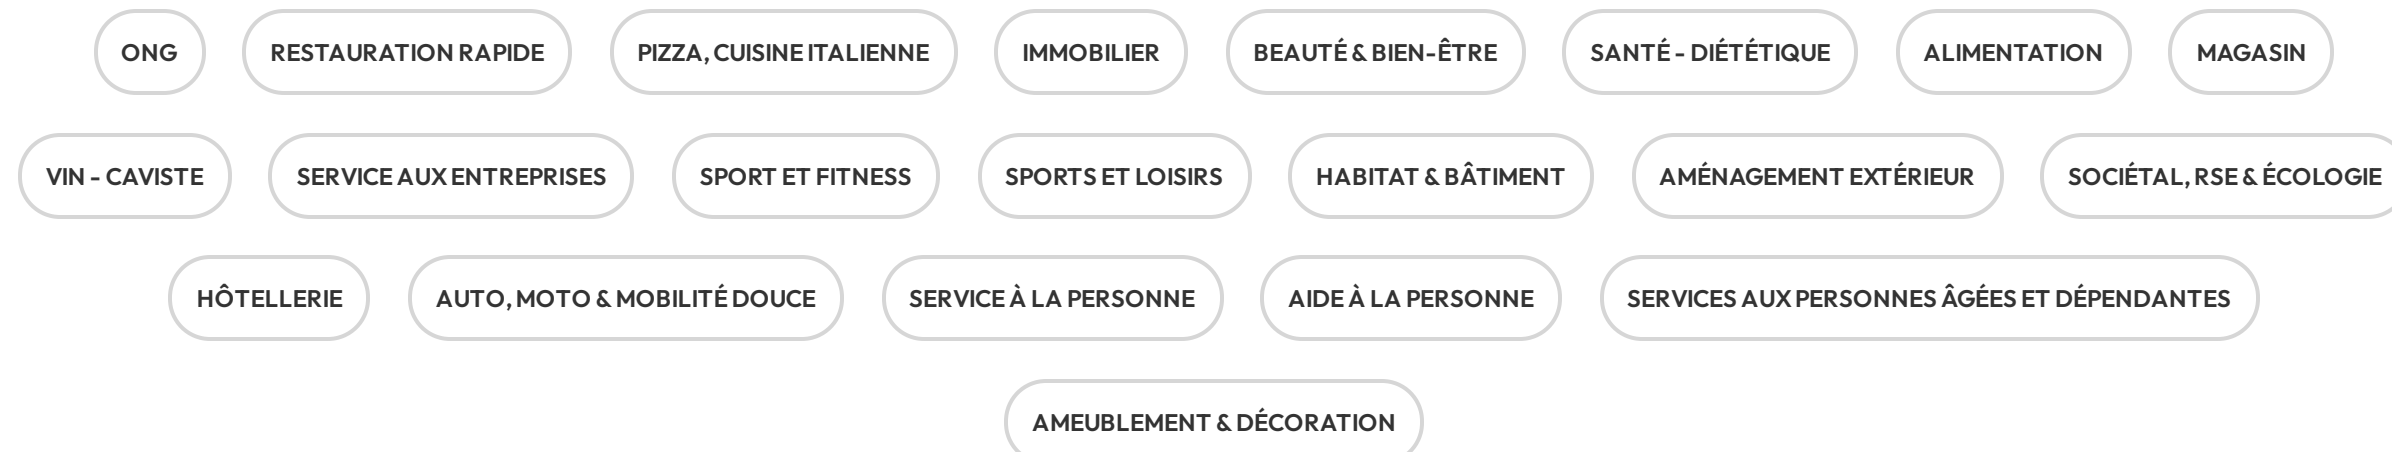 ONG RESTAURATION RAPIDE PIZZA, CUISINE ITALIENNE IMMOBILIER BEAUTÉ & BIEN-ÊTRE SANTÉ - DIÉTÉTIQUE ALIMENTATION MAGASIN
VIN - CAVISTE SERVICE AUX ENTREPRISES SPORT ET FITNESS SPORTS ET LOISIRS HABITAT & BÂTIMENT AMÉNAGEMENT EXTÉRIEUR SOCIÉTAL, RSE & ÉCOLOGIE
HÔTELLERIE AUTO, MOTO & MOBILITÉ DOUCE SERVICE À LA PERSONNE AIDE À LA PERSONNE SERVICES AUX PERSONNES ÂGÉES ET DÉPENDANTES
AMEUBLEMENT & DÉCORATION